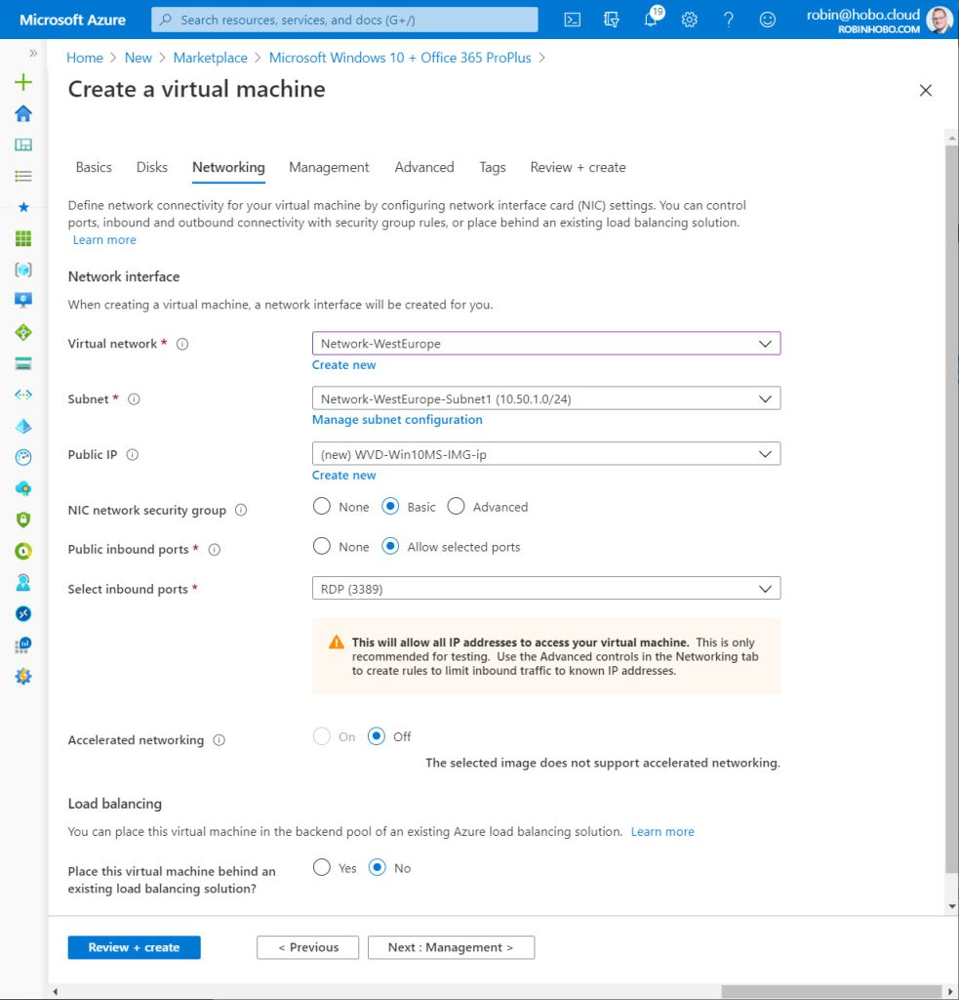 Microsoft Azure
Search resources, services, and docs (G+/)
19
robin@hobo.cloud
ROBINHOBO.COM
Home > New > Marketplace > Microsoft Windows 10 + Office 365 ProPlus >
Create a virtual machine
Basics Disks Networking Management Advanced Tags Review + create
Define network connectivity for your virtual machine by configuring network interface card (NIC) settings. You can control
ports, inbound and outbound connectivity with security group rules, or place behind an existing load balancing solution.
Learn more
Network interface
When creating a virtual machine, a network interface will be created for you.
Virtual network *
Network-WestEurope
Create new
Subnet *
Network-WestEurope-Subnet1 (10.50.1.0/24)
Manage subnet configuration
Public IP
(new) WVD-Win10MS-IMG-ip
Create new
NIC network security group
None Basic Advanced
Public inbound ports *
None Allow selected ports
Select inbound ports *
RDP (3389)
This will allow all IP addresses to access your virtual machine. This is only
recommended for testing. Use the Advanced controls in the Networking tab
to create rules to limit inbound traffic to known IP addresses.
Accelerated networking
On Off
The selected image does not support accelerated networking.
Load balancing
You can place this virtual machine in the backend pool of an existing Azure load balancing solution. Learn more
Place this virtual machine behind an
existing load balancing solution?
Yes No
Review + create
< Previous
Next : Management >